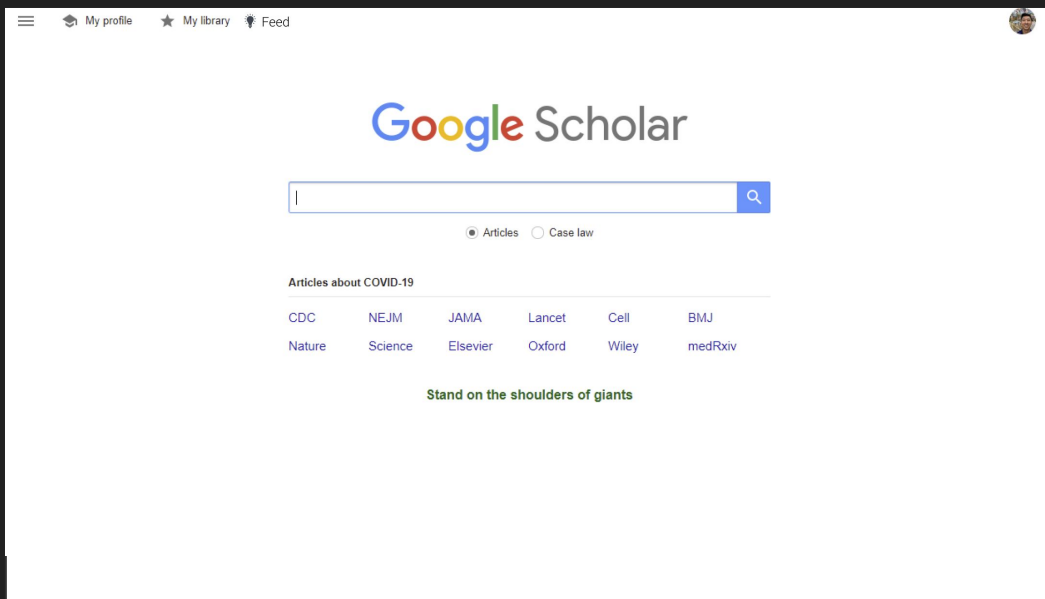 My profile My library Feed
Google Scholar
Articles Case law
Articles about COVID-19
CDC NEJM JAMA Lancet Cell BMJ
Nature Science Elsevier Oxford Wiley medRxiv
Stand on the shoulders of giants